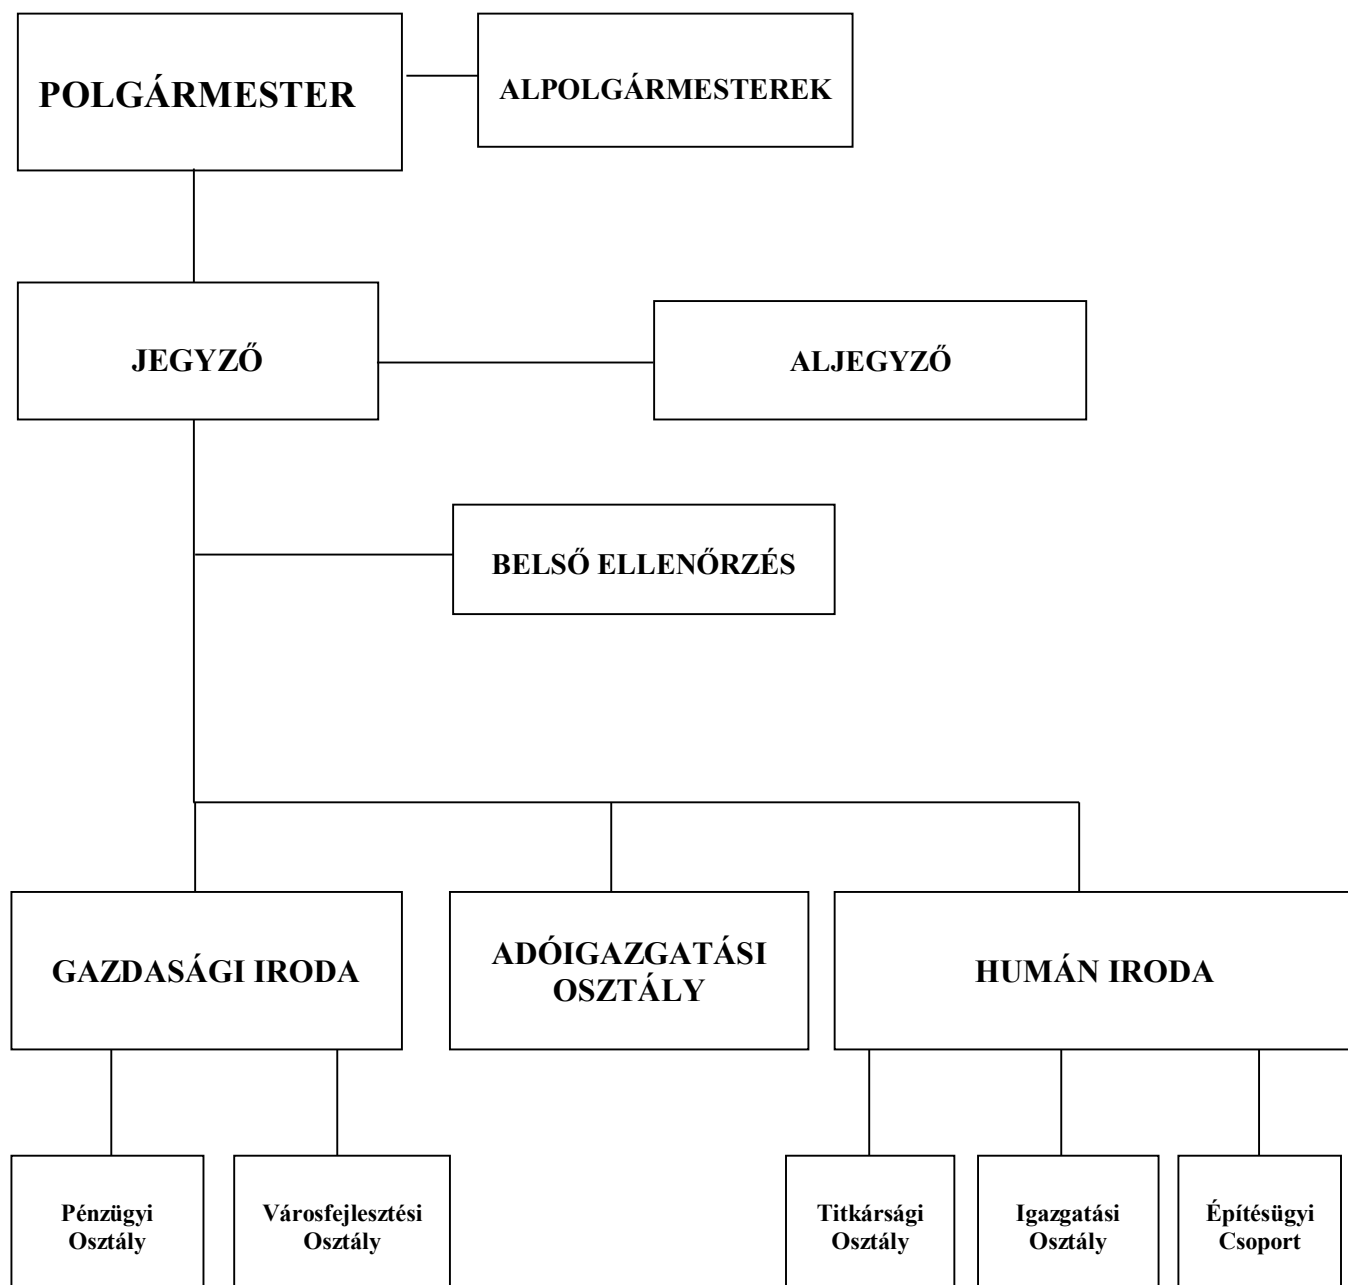 POLGÁRMESTER
ALPOLGÁRMESTEREK
JEGYZŐ
ALJEGYZŐ
BELSŐ ELLENŐRZÉS
GAZDASÁGI IRODA
ADÓIGAZGATÁSI
OSZTÁLY
HUMÁN IRODA
Pénzügyi
Osztály
Városfejlesztési
Osztály
Titkársági
Osztály
Igazgatási
Osztály
Építésügyi
Csoport